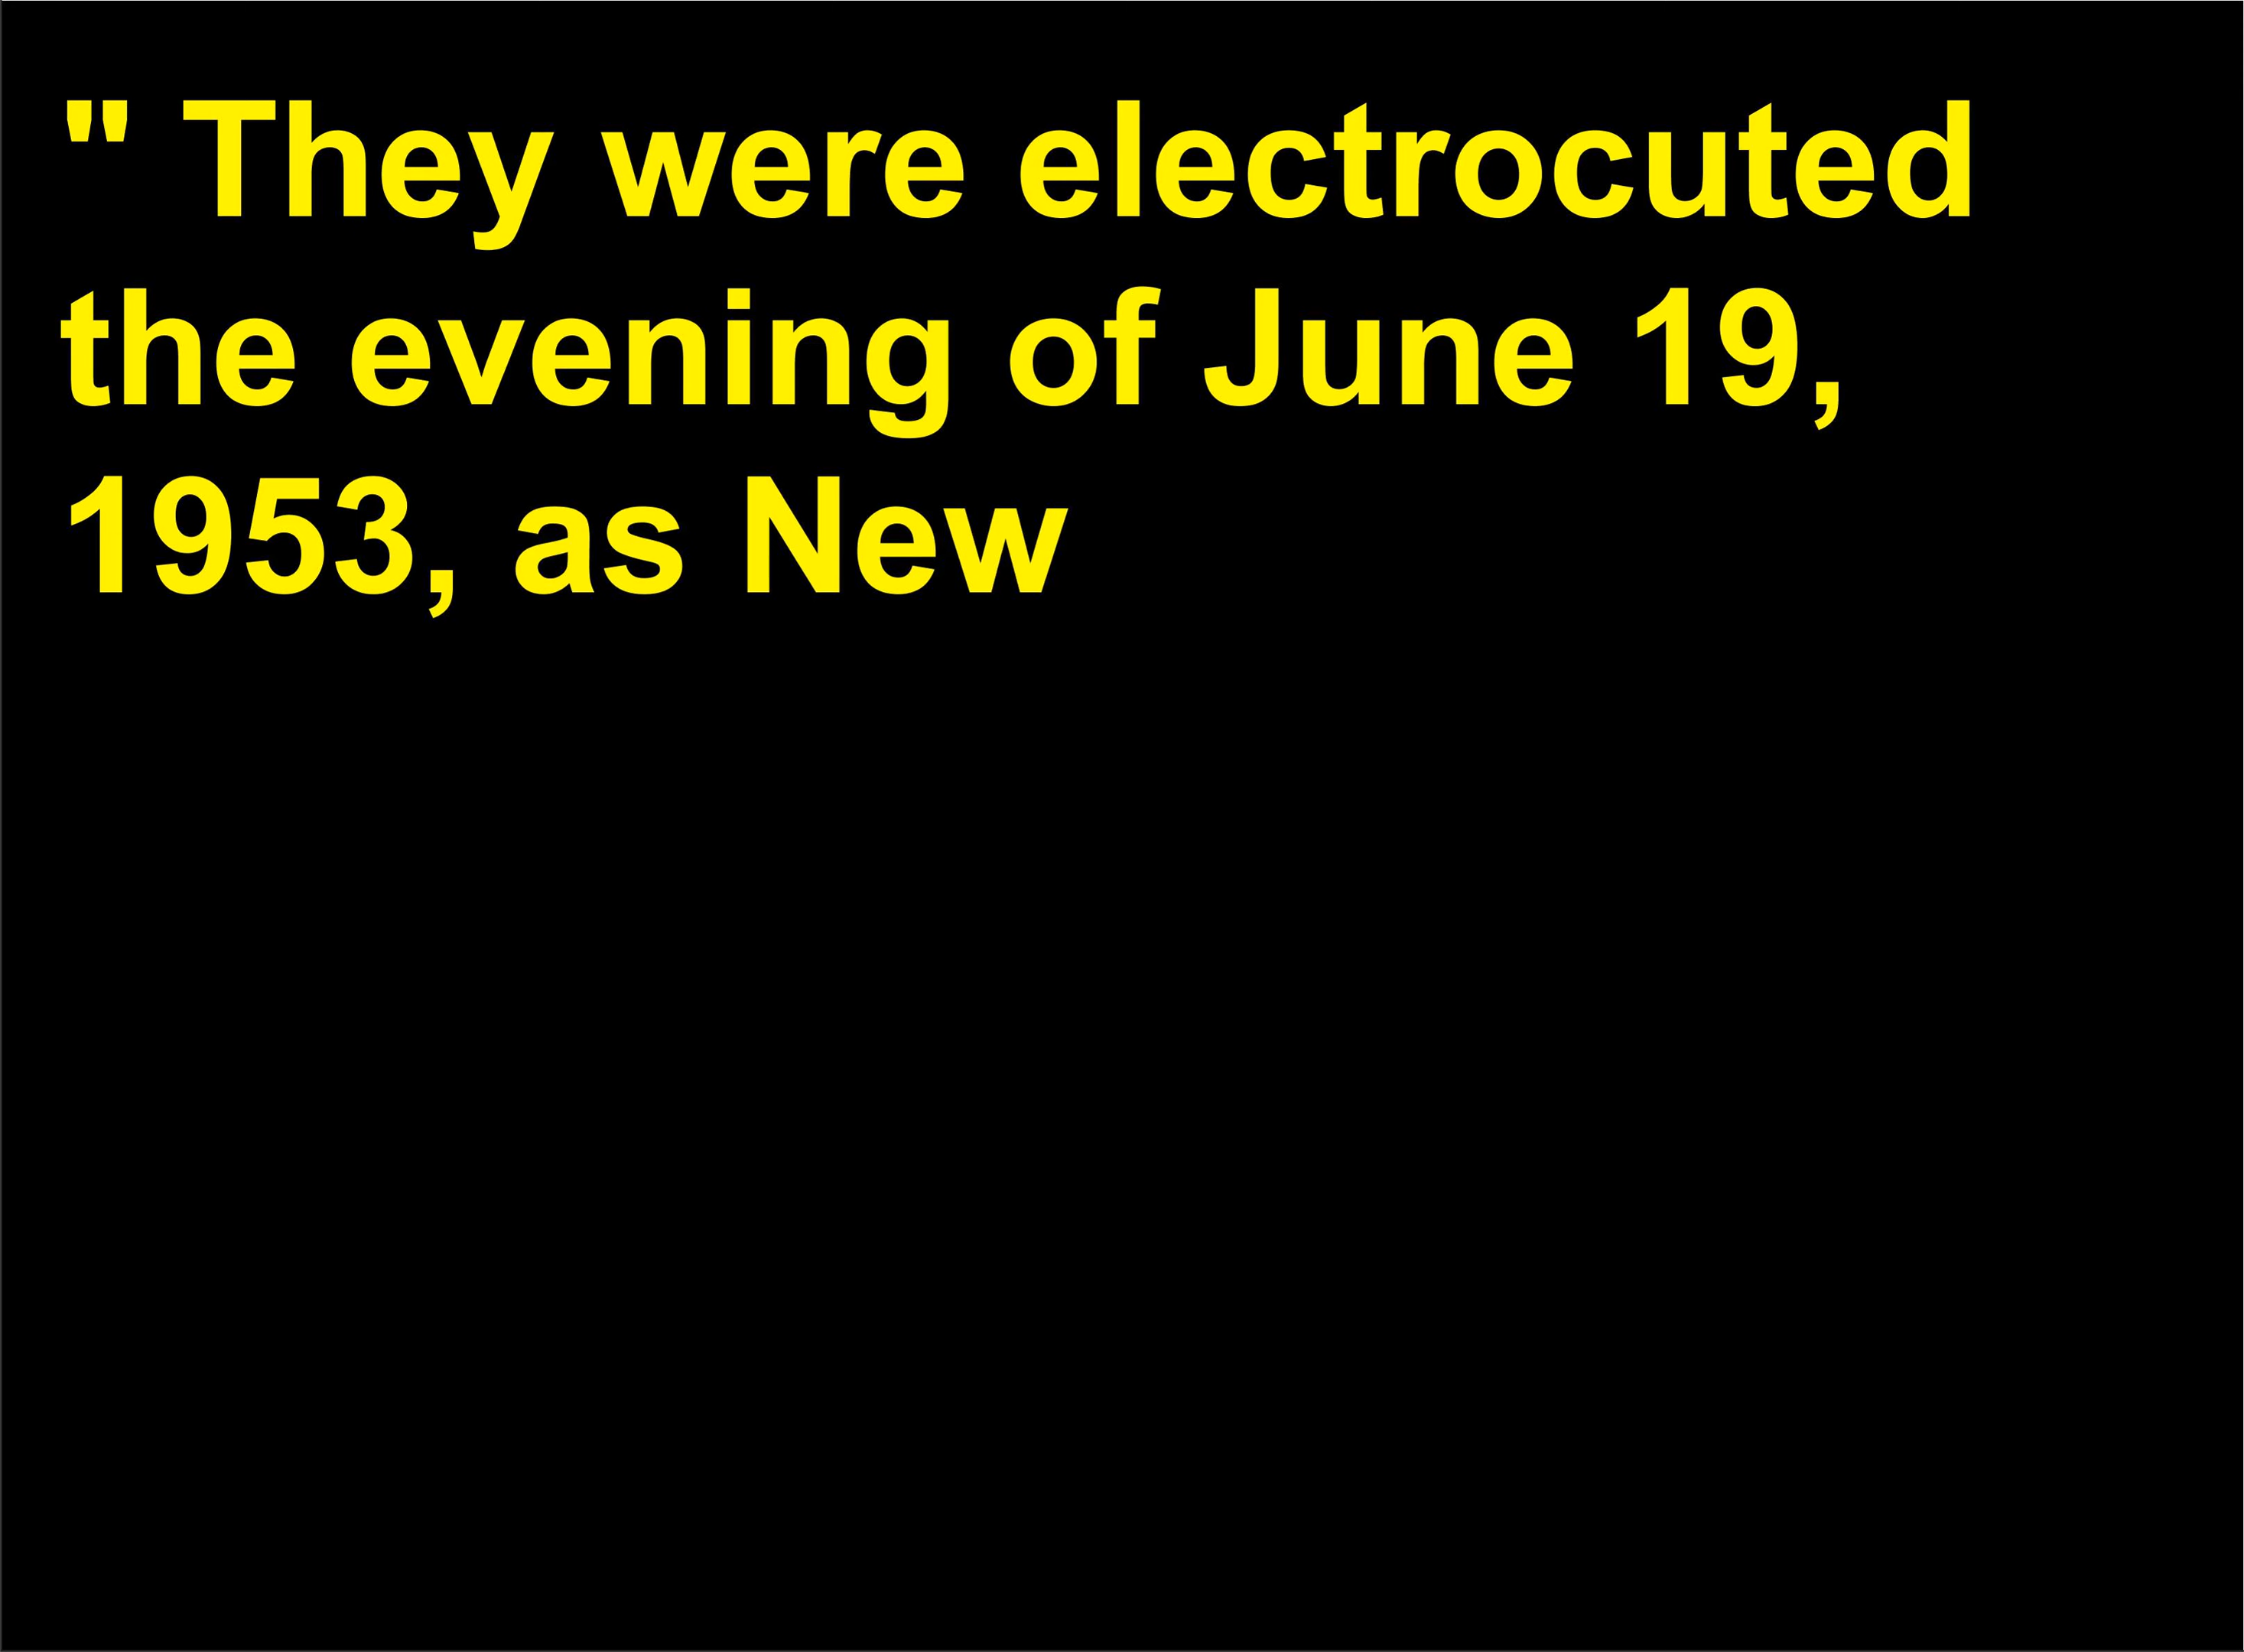 " They were electrocuted
the evening of June 19,
1953, as New